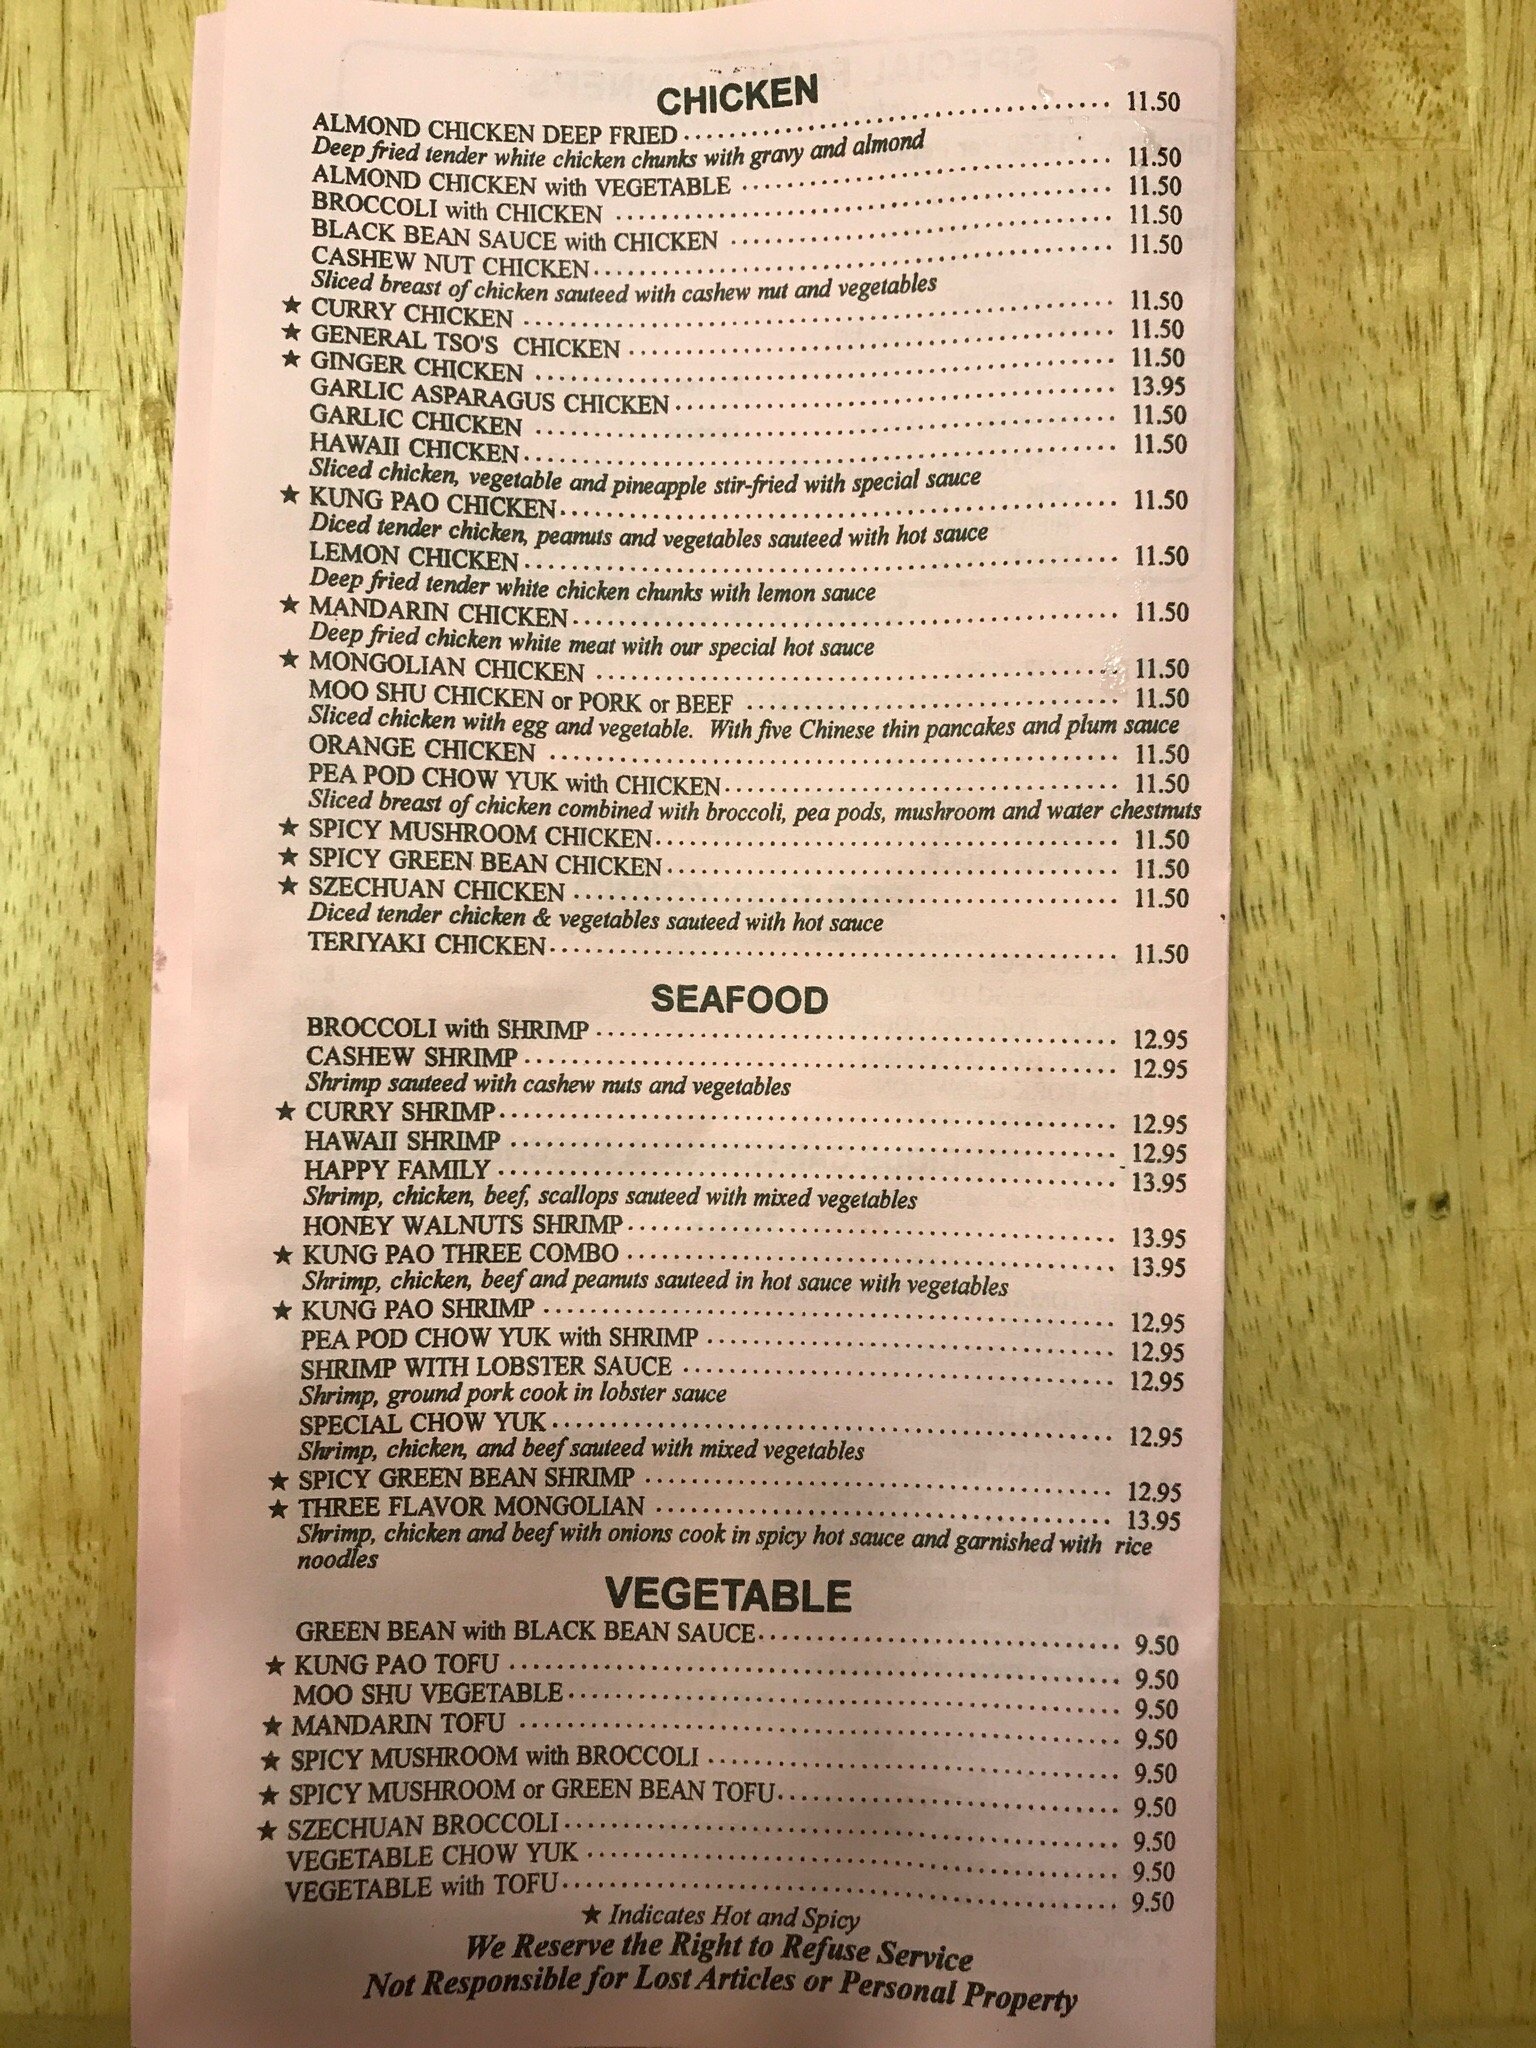 CHICKEN
ALMOND CHICKEN DEEP FRIED 11.50
Deep fried tender white chicken chunks with gravy and almond
ALMOND CHICKEN with VEGETABLE 11.50
BROCCOLI with CHICKEN 11.50
BLACK BEAN SAUCE with CHICKEN 11.50
CASHEW NUT CHICKEN 11.50
Sliced breast of chicken sauteed with cashew nut and vegetables
★ CURRY CHICKEN 11.50
★ GENERAL TSO'S CHICKEN 11.50
★ GINGER CHICKEN 11.50
GARLIC ASPARAGUS CHICKEN 13.95
GARLIC CHICKEN 11.50
HAWAII CHICKEN 11.50
Sliced chicken, vegetable and pineapple stir-fried with special sauce
★ KUNG PAO CHICKEN 11.50
Diced tender chicken, peanuts and vegetables sauteed with hot sauce
LEMON CHICKEN 11.50
Deep fried tender white chicken chunks with lemon sauce
★ MANDARIN CHICKEN 11.50
Deep fried chicken white meat with our special hot sauce
★ MONGOLIAN CHICKEN 11.50
MOO SHU CHICKEN or PORK or BEEF 11.50
Sliced chicken with egg and vegetable. With five Chinese thin pancakes and plum sauce
ORANGE CHICKEN 11.50
PEA POD CHOW YUK with CHICKEN 11.50
Sliced breast of chicken combined with broccoli, pea pods, mushroom and water chestnuts
★ SPICY MUSHROOM CHICKEN 11.50
★ SPICY GREEN BEAN CHICKEN 11.50
★ SZECHUAN CHICKEN 11.50
Diced tender chicken & vegetables sauteed with hot sauce
TERIYAKI CHICKEN 11.50
SEAFOOD
BROCCOLI with SHRIMP 12.95
CASHEW SHRIMP 12.95
Shrimp sauteed with cashew nuts and vegetables
★ CURRY SHRIMP 12.95
HAWAII SHRIMP 12.95
HAPPY FAMILY 13.95
Shrimp, chicken, beef, scallops sauteed with mixed vegetables
HONEY WALNUTS SHRIMP 13.95
★ KUNG PAO THREE COMBO 13.95
Shrimp, chicken, beef and peanuts sauteed in hot sauce with vegetables
★ KUNG PAO SHRIMP 12.95
PEA POD CHOW YUK with SHRIMP 12.95
SHRIMP WITH LOBSTER SAUCE 12.95
Shrimp, ground pork cook in lobster sauce
SPECIAL CHOW YUK 12.95
Shrimp, chicken, and beef sauteed with mixed vegetables
★ SPICY GREEN BEAN SHRIMP 12.95
★ THREE FLAVOR MONGOLIAN 13.95
Shrimp, chicken and beef with onions cook in spicy hot sauce and garnished with rice
noodles
VEGETABLE
GREEN BEAN with BLACK BEAN SAUCE 9.50
★ KUNG PAO TOFU 9.50
MOO SHU VEGETABLE 9.50
★ MANDARIN TOFU 9.50
★ SPICY MUSHROOM with BROCCOLI 9.50
★ SPICY MUSHROOM or GREEN BEAN TOFU 9.50
★ SZECHUAN BROCCOLI 9.50
VEGETABLE CHOW YUK 9.50
VEGETABLE with TOFU 9.50
★ Indicates Hot and Spicy
We Reserve the Right to Refuse Service
Not Responsible for Lost Articles or Personal Property